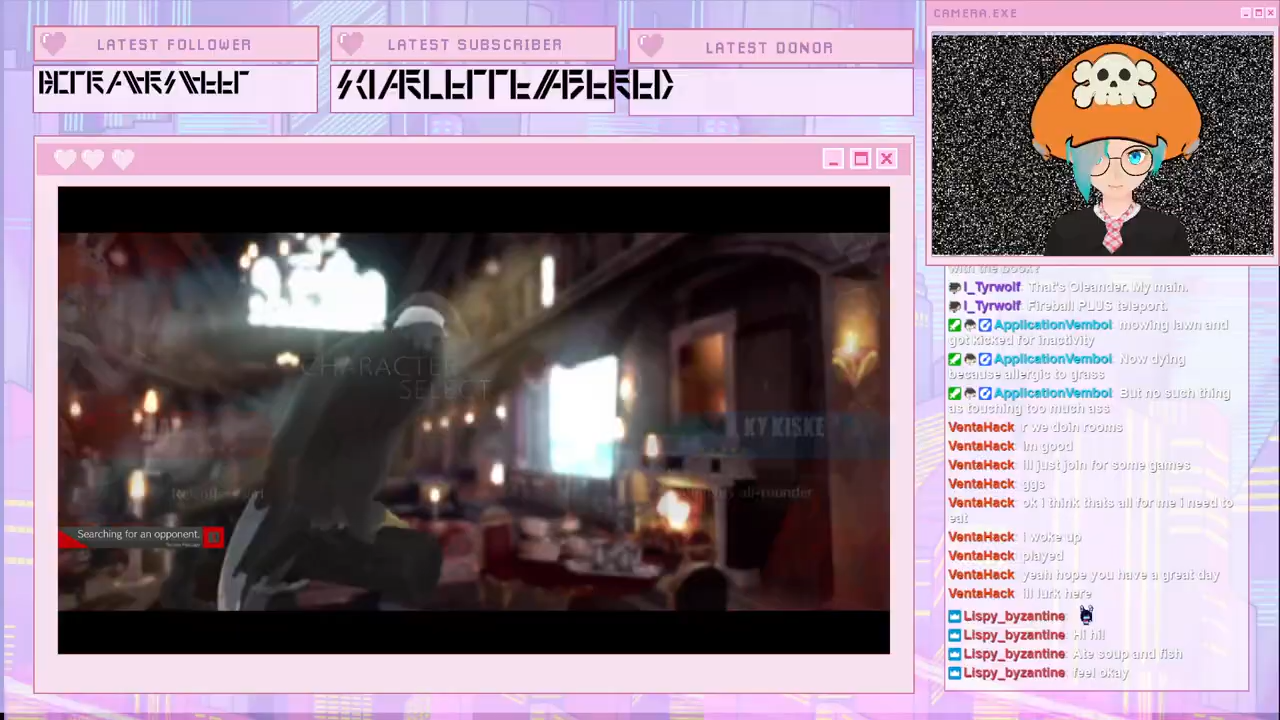 CAMERA.EXE
LATEST FOLLOWER
LATEST SUBSCRIBER
LATEST DONOR
CHARACTER
SELECT
KY KISKE
all-rounder
Searching for an opponent.
with the book?
I_Tyrwolf That's Oleander. My main.
I_Tyrwolf Fireball PLUS teleport.
ApplicationVembol mowing lawn and
got kicked for inactivity
ApplicationVembol Now dying
because allergic to grass
ApplicationVembol But no such thing
as touching too much ass
VentaHack r we doin rooms
VentaHack im good
VentaHack ill just join for some games
VentaHack ggs
VentaHack ok i think thats all for me i need to
eat
VentaHack I woke up
VentaHack played
VentaHack yeah hope you have a great day
VentaHack ill lurk here
Lispy_byzantine
Lispy_byzantine Hi hi!
Lispy_byzantine Ate soup and fish
Lispy_byzantine feel okay